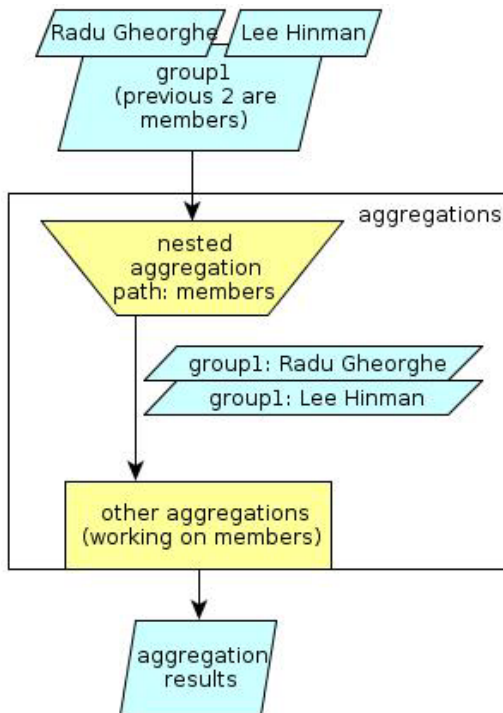 Radu Gheorghe
Lee Hinman
group1
(previous 2 are
members)
aggregations
nested
aggregation
path: members
group1: Radu Gheorghe
group1: Lee Hinman
other aggregations
(working on members)
aggregation
results